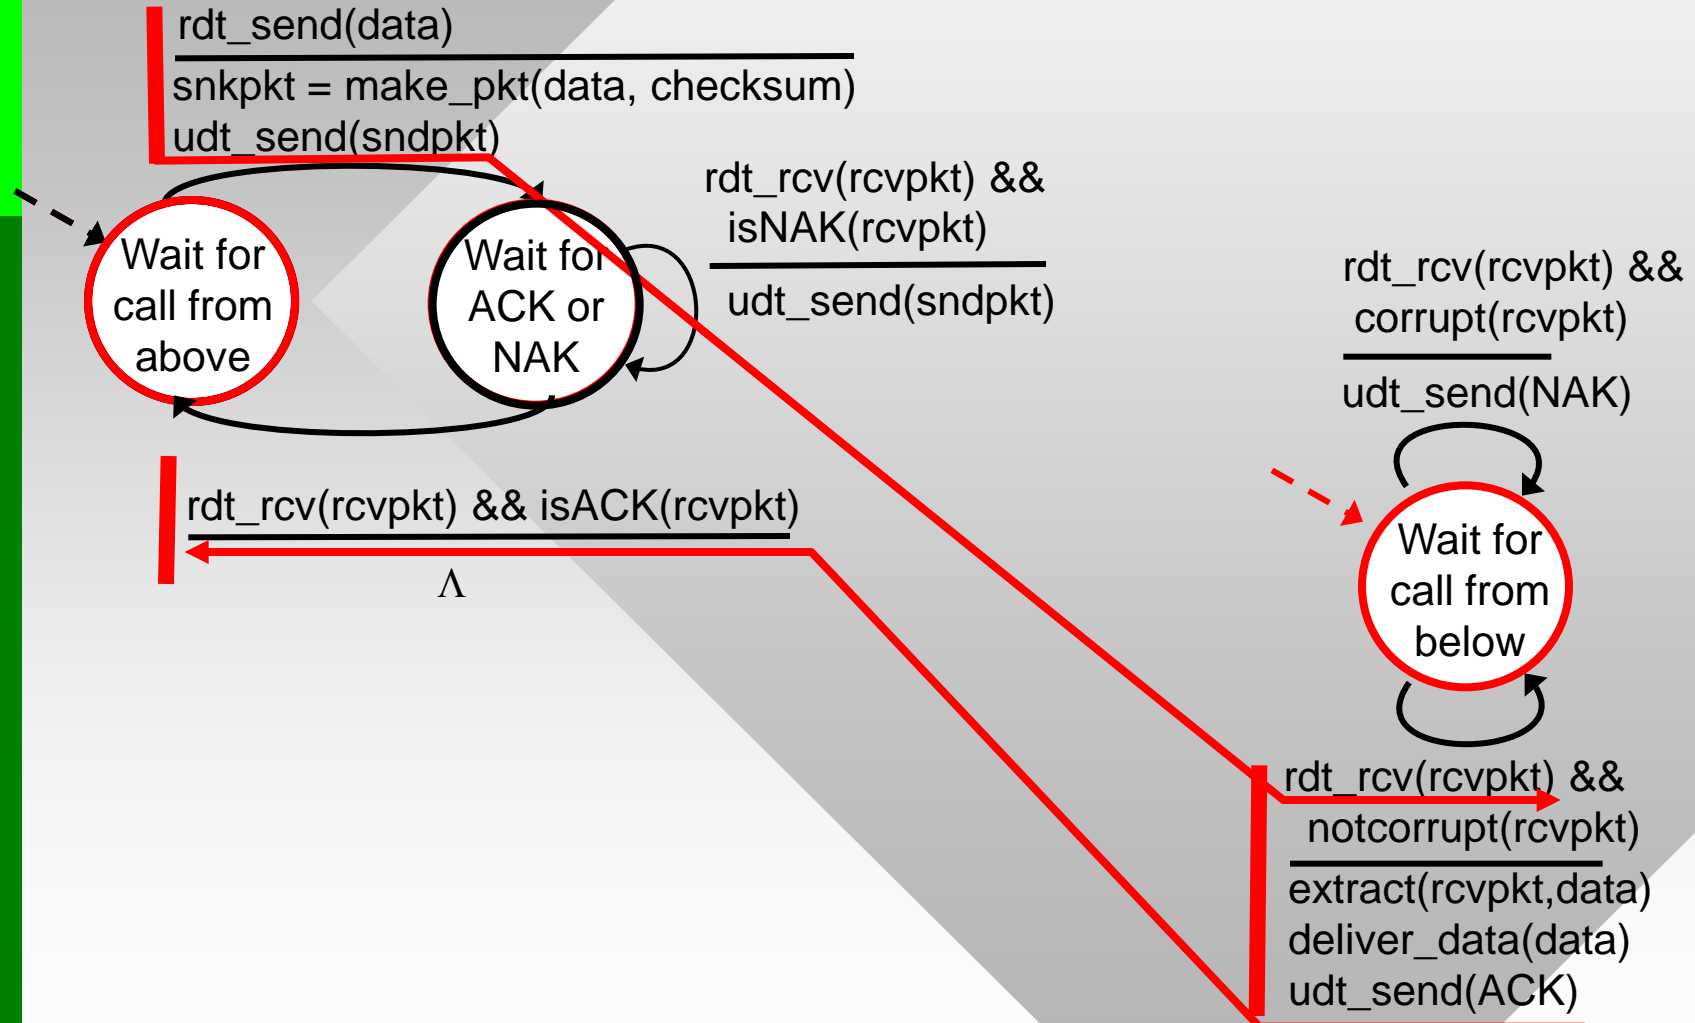 rdt_send(data)
snkpkt = make_pkt(data, checksum)
udt_send(sndpkt)
Wait for
call from
above
Wait for
ACK or
NAK
rdt_rcv(rcvpkt) &&
isNAK(rcvpkt)
udt_send(sndpkt)
rdt_rcv(rcvpkt) && isACK(rcvpkt)
Λ
rdt_rcv(rcvpkt) &&
corrupt(rcvpkt)
udt_send(NAK)
Wait for
call from
below
rdt_rcv(rcvpkt) &&
notcorrupt(rcvpkt)
extract(rcvpkt,data)
deliver_data(data)
udt_send(ACK)